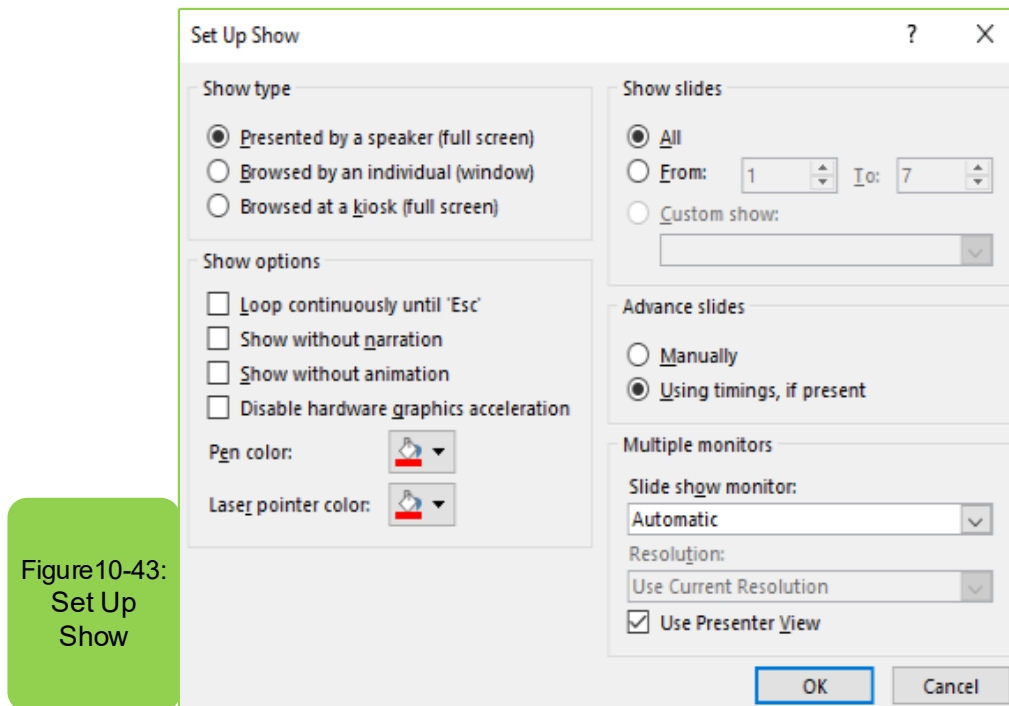 Set Up Show
Show type
Presented by a speaker (full screen)
Browsed by an individual (window)
Browsed at a kiosk (full screen)
Show options
Loop continuously until 'Esc'
Show without narration
Show without animation
Disable hardware graphics acceleration
Pen color:
Laser pointer color:
Show slides
All
From: 1 To: 7
Custom show:
Advance slides
Manually
Using timings, if present
Multiple monitors
Slide show monitor:
Automatic
Resolution:
Use Current Resolution
Use Presenter View
OK Cancel
Figure10-43:
Set Up
Show